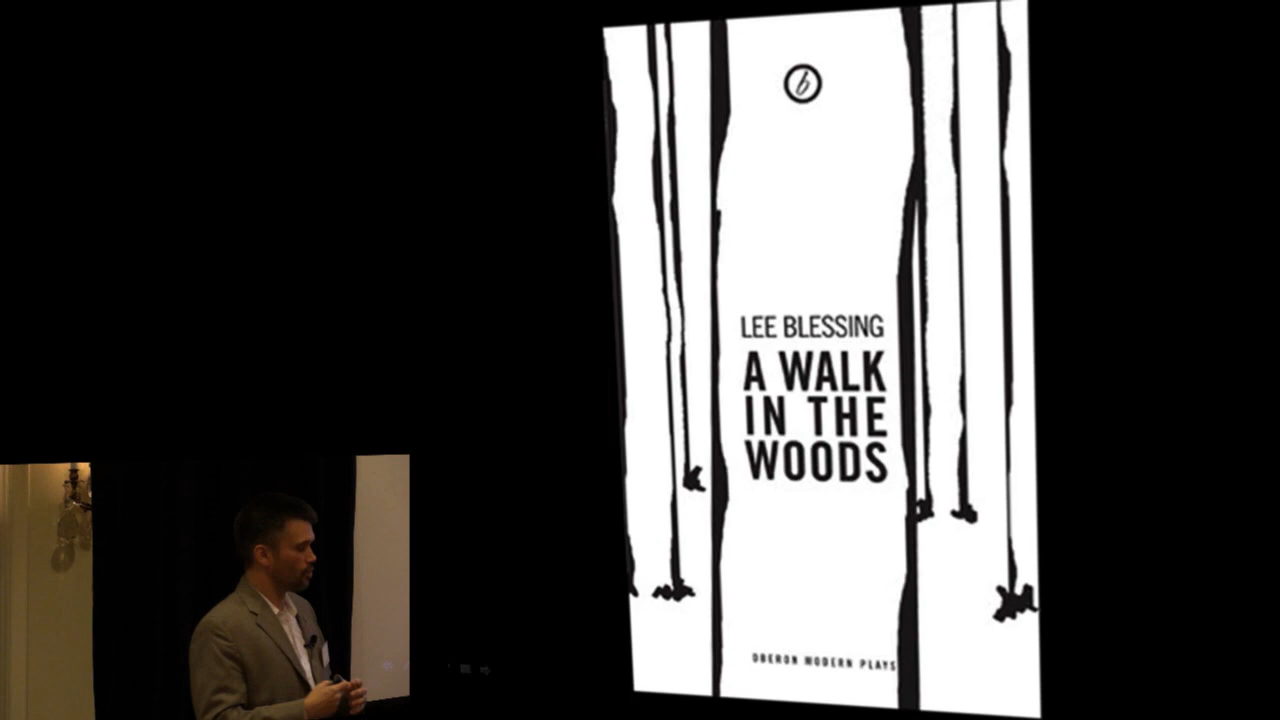 b
LEE BLESSING
A WALK
IN THE
WOODS
OBERON MODERN PLAYS